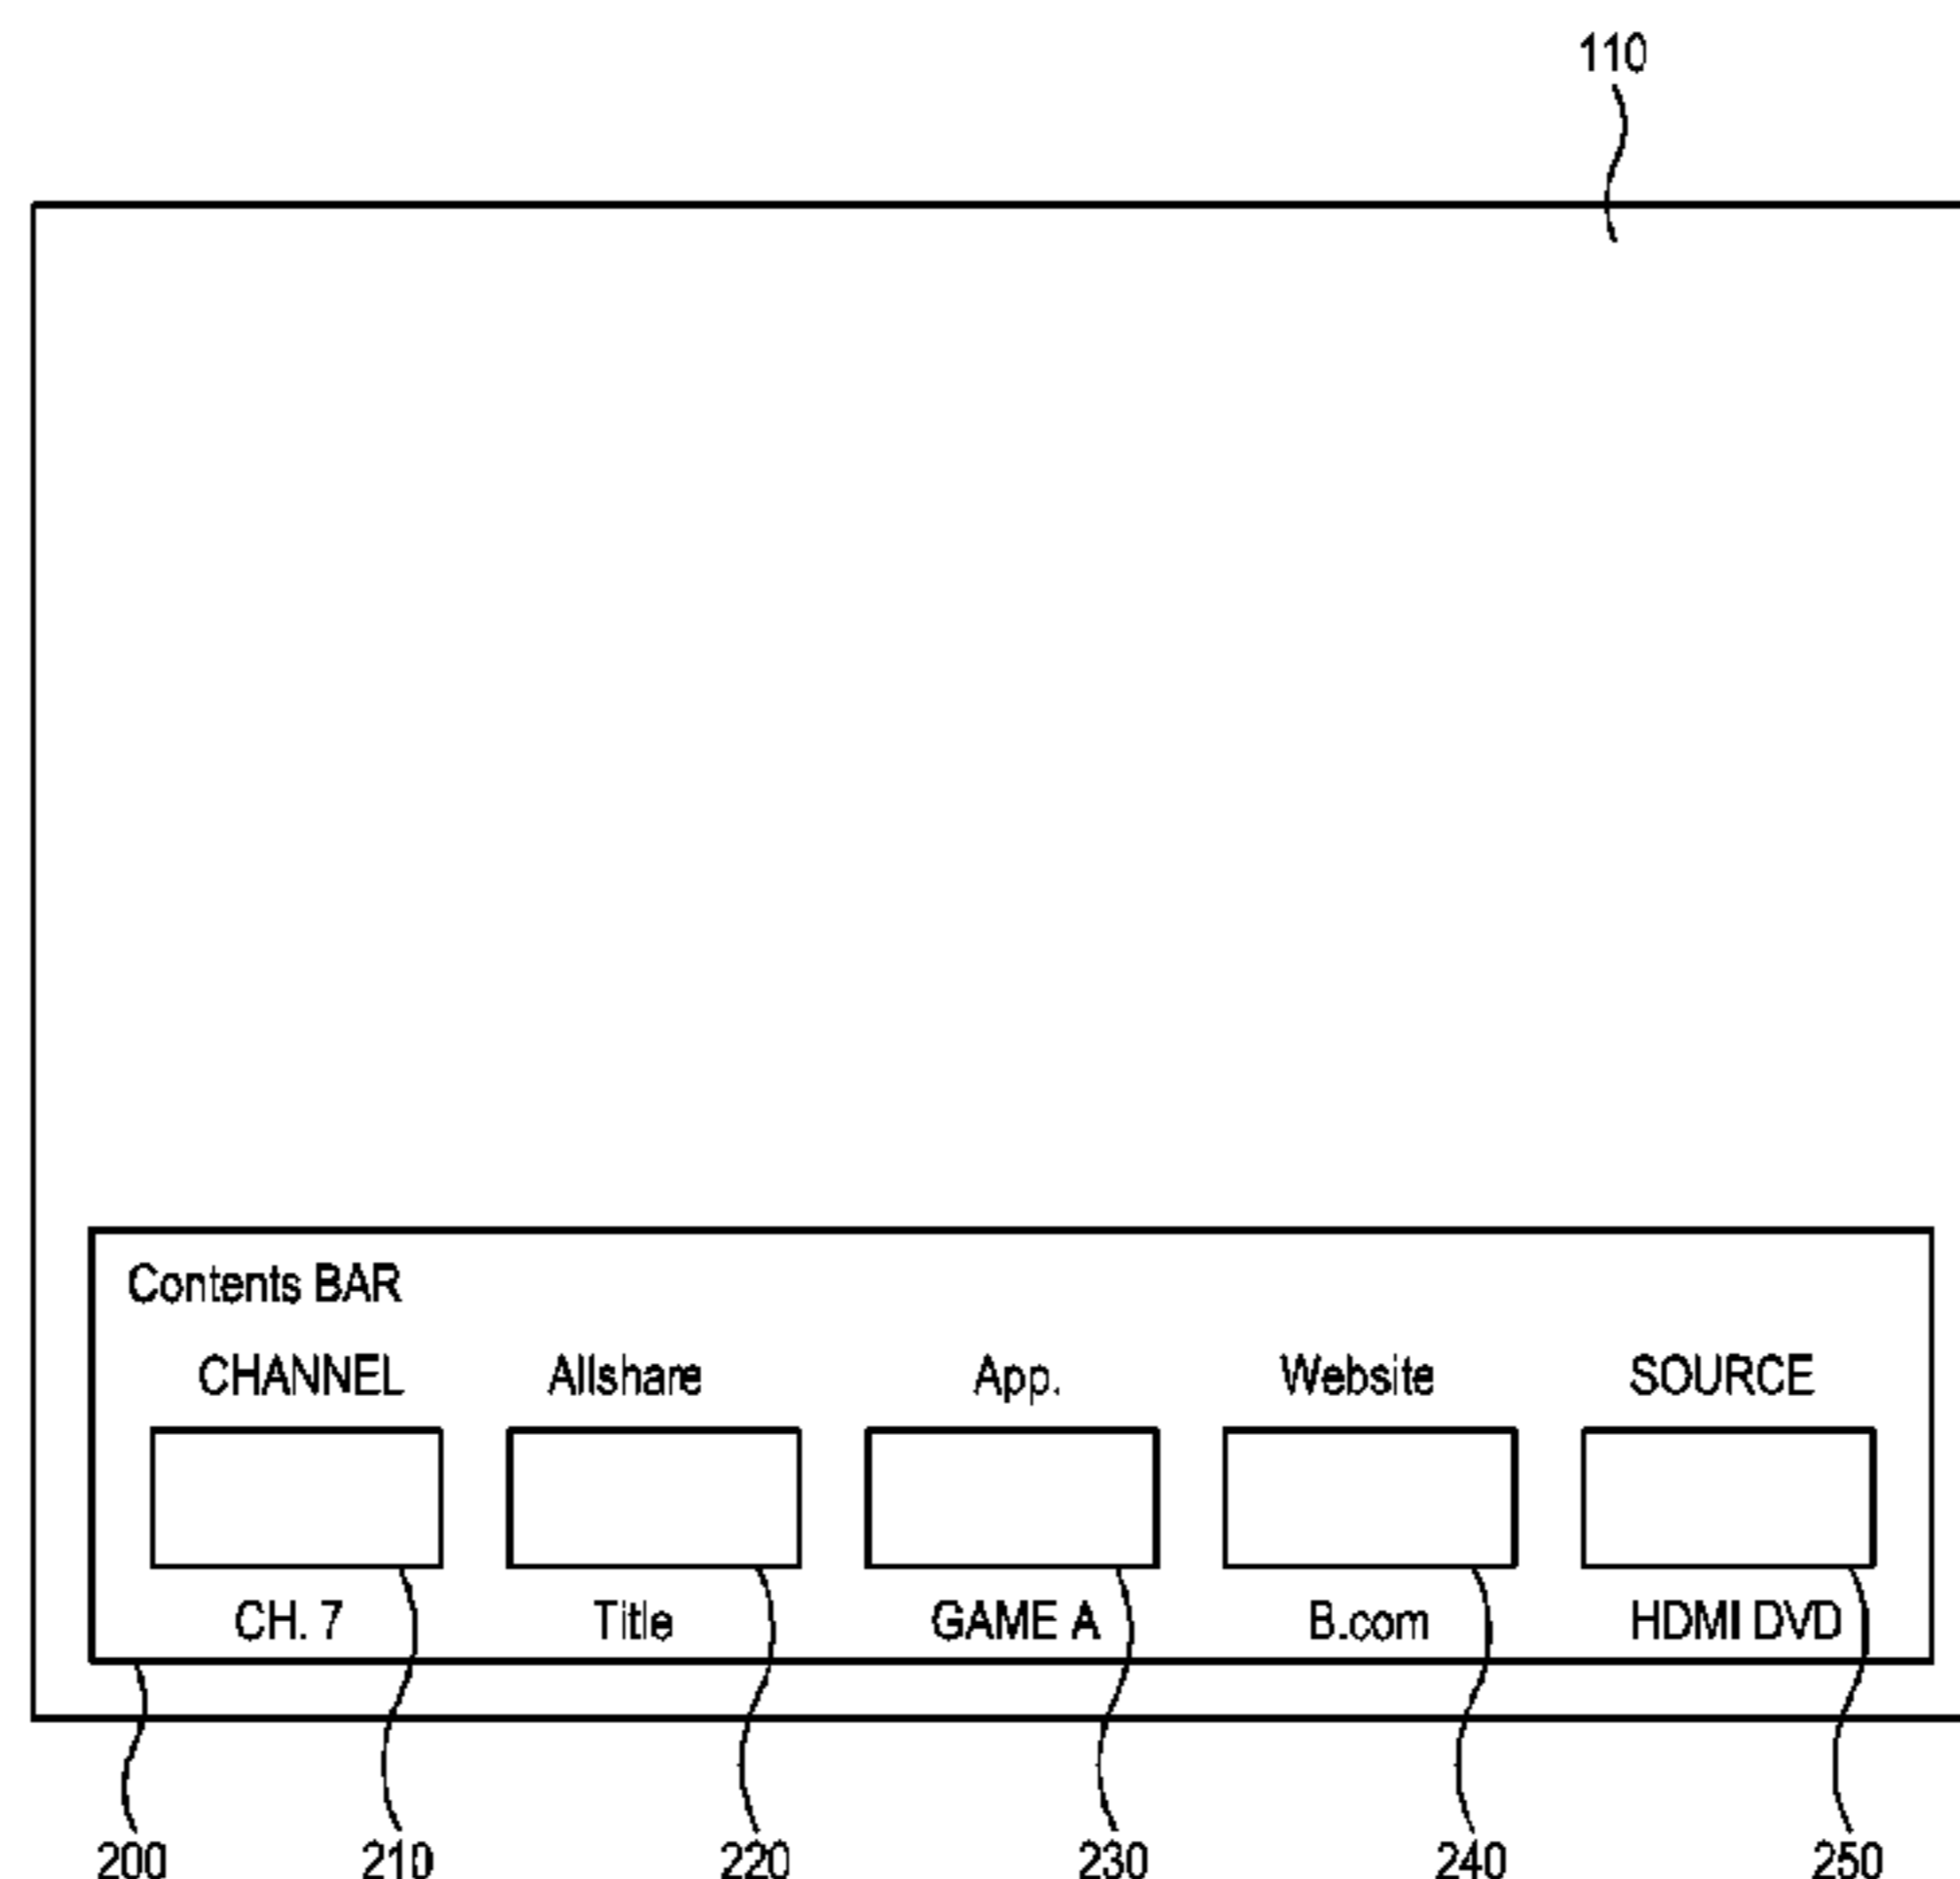 110
Contents BAR
CHANNEL Allshare App. Website SOURCE
CH. 7 Title GAME A B.com HDMI DVD
200 210 220 230 240 250